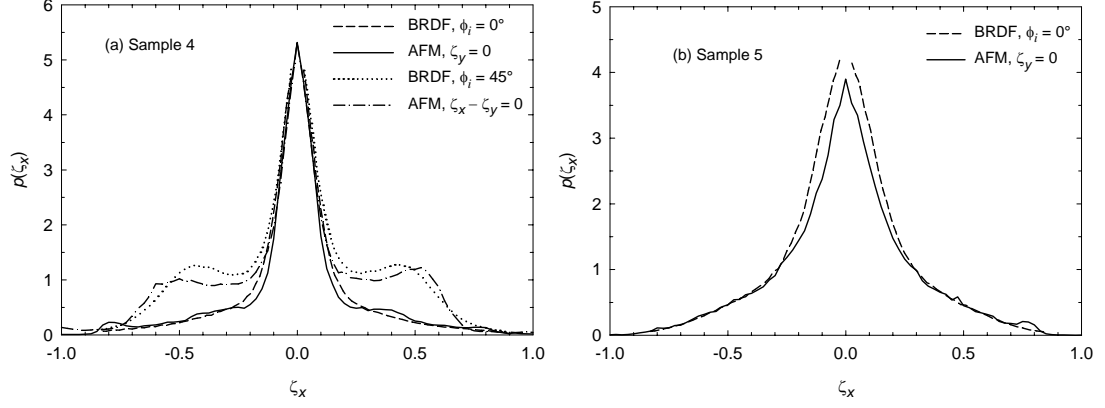 (a) Sample 4
BRDF, ϕi = 0°
AFM, ζy = 0
BRDF, ϕi = 45°
AFM, ζx − ζy = 0
6
5
4
3
2
1
0
p(ζx)
-1.0 -0.5 0.0 0.5 1.0
ζx
(b) Sample 5
BRDF, ϕi = 0°
AFM, ζy = 0
5
4
3
2
1
0
p(ζx)
-1.0 -0.5 0.0 0.5 1.0
ζx